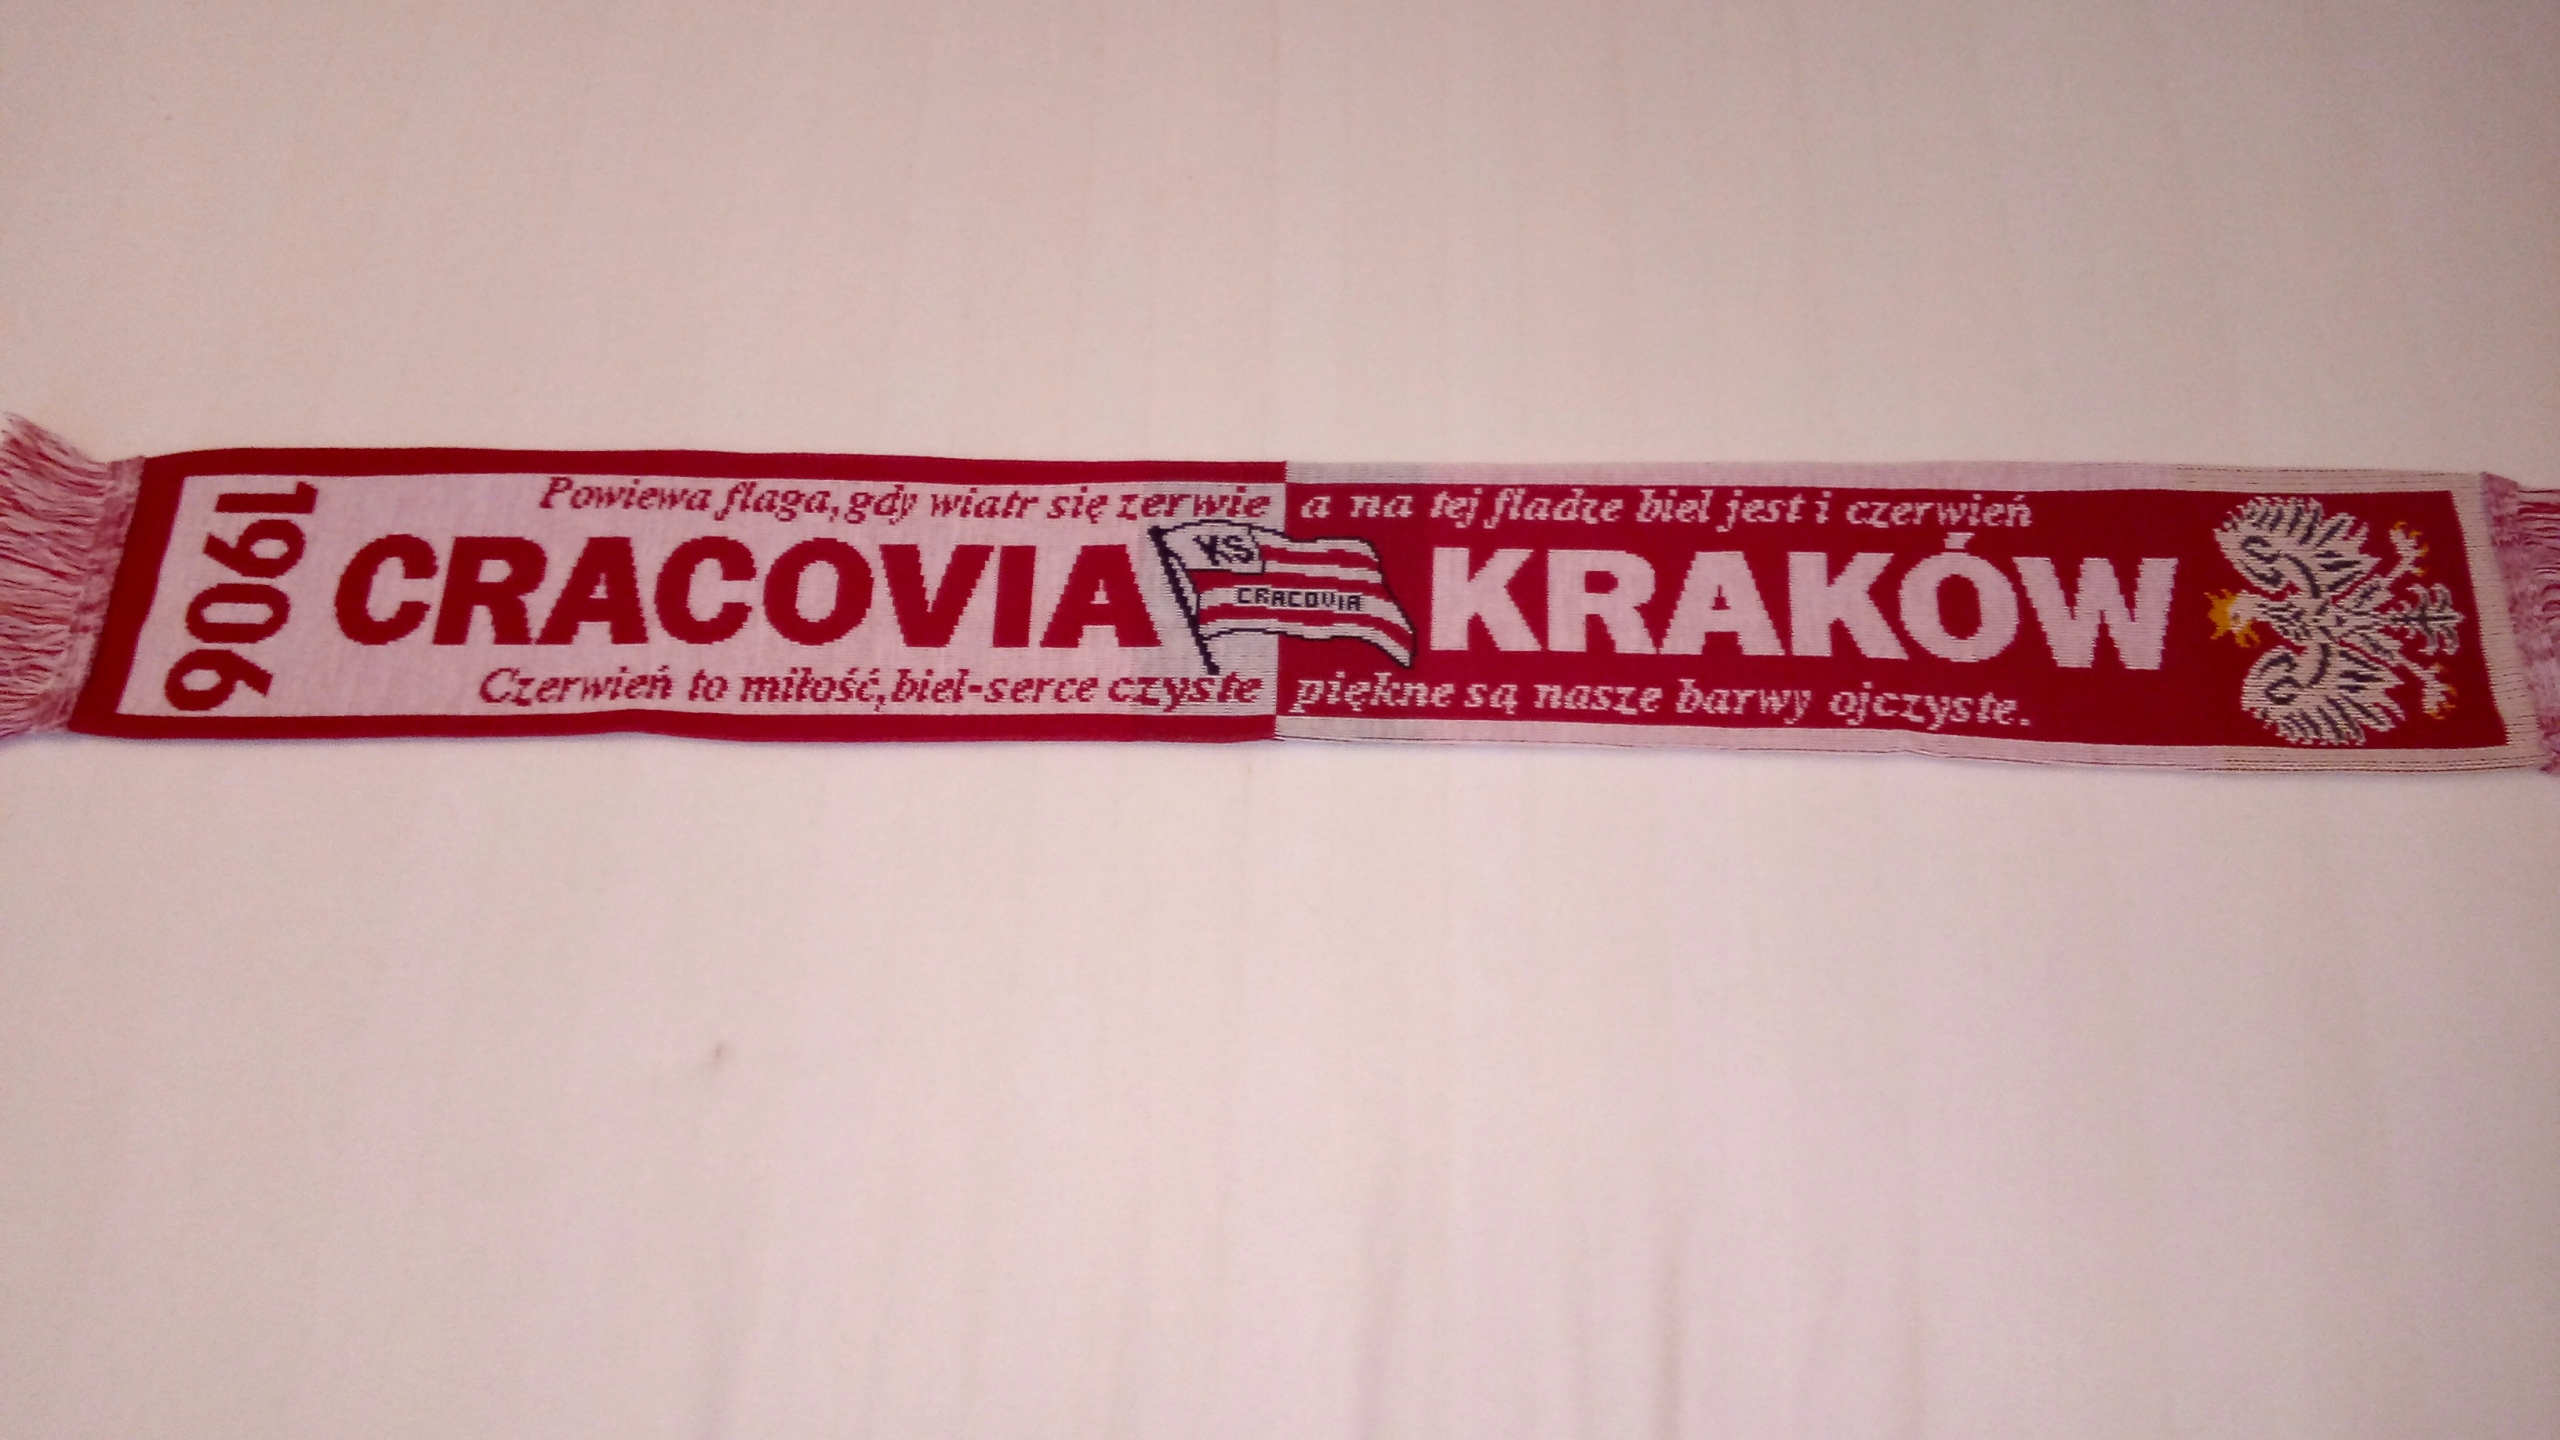 1906
Powiewa flaga,gdy wiatr się zerwie a na tej fladze biel jest i czerwień
CRACOVIA KRAKÓW
KS
CRACOVIA
Czerwień to miłość,biel-serce czyste piękne są nasze barwy ojczyste.